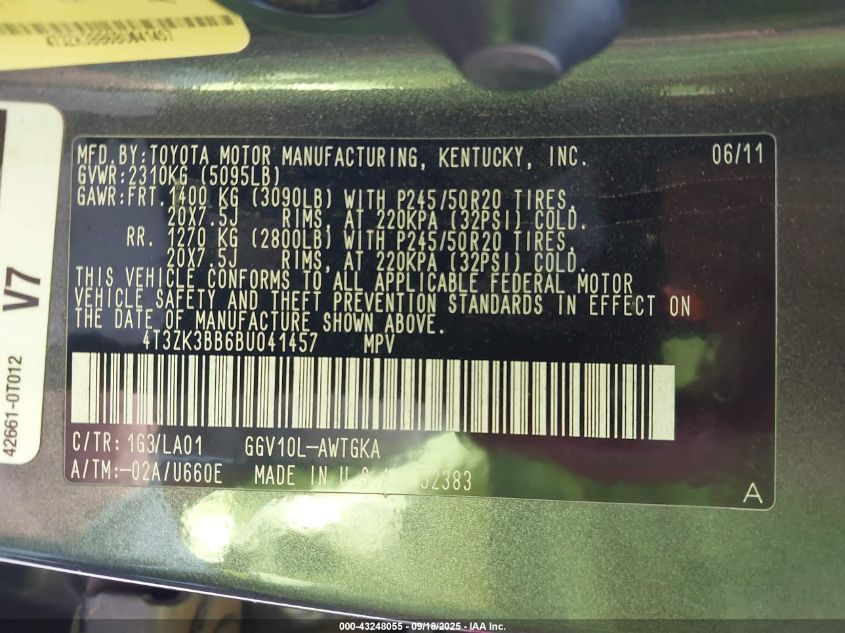 4T3ZK3BB6BU041457
MFD.BY:TOYOTA MOTOR MANUFACTURING, KENTUCKY, INC. 06/11
GVWR:2310KG (5095LB)
GAWR:FRT.1400 KG (3090LB) WITH P245/50R20 TIRES,
20X7.5J RIMS, AT 220KPA (32PSI) COLD.
RR. 1270 KG (2800LB) WITH P245/50R20 TIRES,
20X7.5J RIMS, AT 220KPA (32PSI) COLD.
THIS VEHICLE CONFORMS TO ALL APPLICABLE FEDERAL MOTOR
VEHICLE SAFETY AND THEFT PREVENTION STANDARDS IN EFFECT ON
THE DATE OF MANUFACTURE SHOWN ABOVE.
4T3ZK3BB6BU041457 MPV
C/TR: 1G3/LA01 GGV10L-AWTGKA
A/TM:-02A/U660E MADE IN U.S.A. 52383
A
V7
42661-0T012
000-43248055 - 09/18/2025 - IAA Inc.